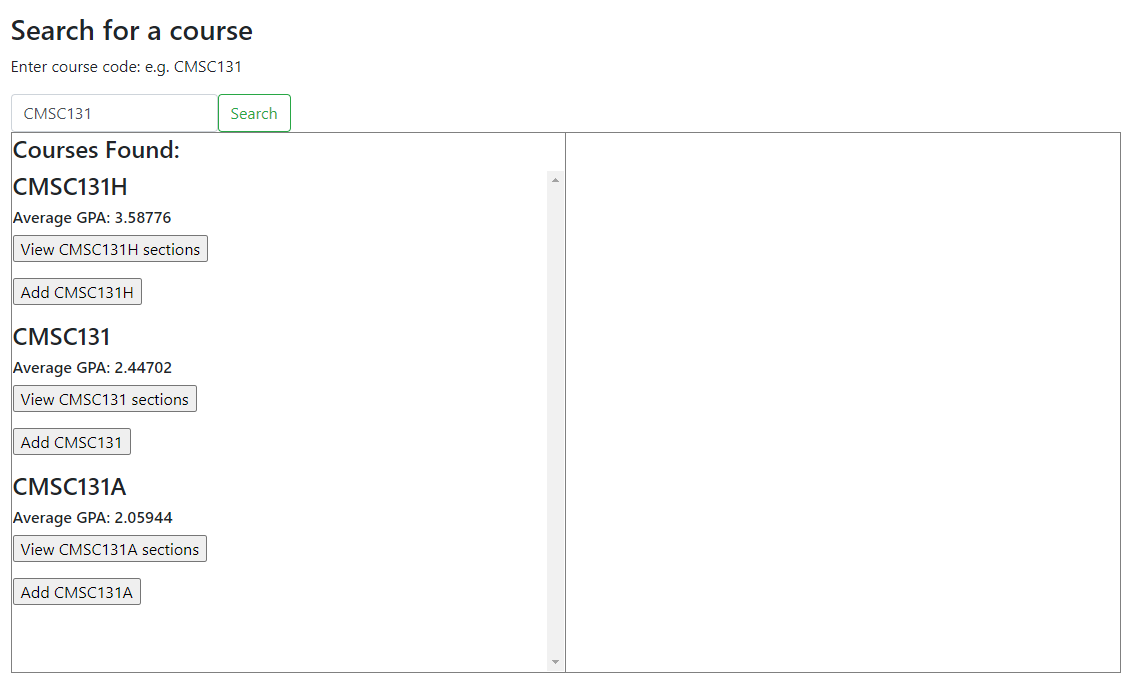 Search for a course
Enter course code: e.g. CMSC131
CMSC131
Search
Courses Found:
CMSC131H
Average GPA: 3.58776
View CMSC131H sections
Add CMSC131H
CMSC131
Average GPA: 2.44702
View CMSC131 sections
Add CMSC131
CMSC131A
Average GPA: 2.05944
View CMSC131A sections
Add CMSC131A